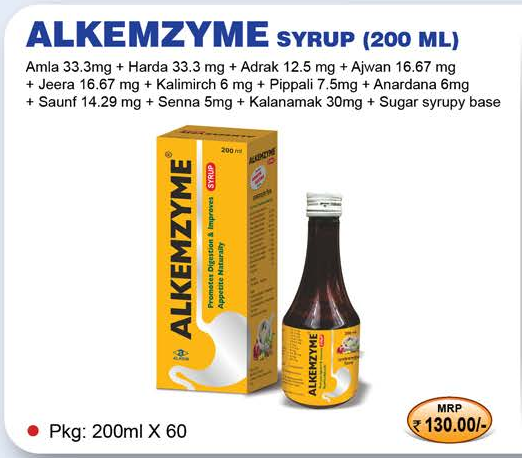 ALKEMZYME SYRUP (200 ML)
Amla 33.3mg + Harda 33.3 mg + Adrak 12.5 mg + Ajwan 16.67 mg
+ Jeera 16.67 mg + Kalimirch 6 mg + Pippali 7.5mg + Anardana 6mg
+ Saunf 14.29 mg + Senna 5mg + Kalanamak 30mg + Sugar syrupy base
200 ml
ALKEMZYME
ALKEMZYME®
SYRUP
Promotes Digestion & Improves
Appetite Naturally
ALKEMZYME
Pkg: 200ml X 60
MRP
₹ 130.00/-